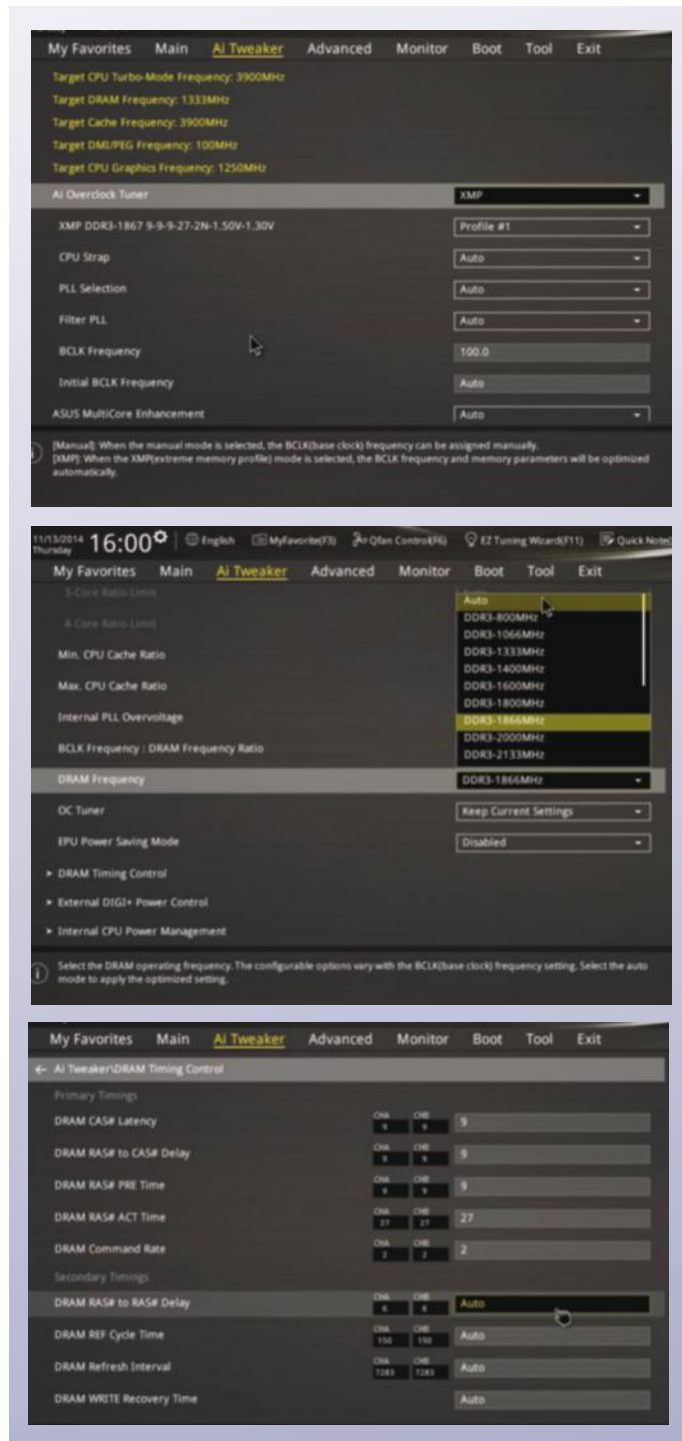 My Favorites Main Ai Tweaker Advanced Monitor Boot Tool Exit
Target CPU Turbo-Mode Frequency: 3900MHz
Target DRAM Frequency: 1333MHz
Target Cache Frequency: 3900MHz
Target DMI/PEG Frequency: 100MHz
Target CPU Graphics Frequency: 1250MHz
Ai Overclock Tuner XMP
XMP DDR3-1867 9-9-9-27-2N-1.50V-1.30V Profile #1
CPU Strap Auto
PLL Selection Auto
Filter PLL Auto
BCLK Frequency 100.0
Initial BCLK Frequency Auto
ASUS MultiCore Enhancement Auto
[Manual]: When the manual mode is selected, the BCLK(base clock) frequency can be assigned manually.
[XMP]: When the XMP(extreme memory profile) mode is selected, the BCLK frequency and memory parameters will be optimized
automatically.
11/13/2014
Thursday
16:00 English MyFavorite(F3) Qfan Control(F6) EZ Tuning Wizard(F11) Quick Note(
My Favorites Main Ai Tweaker Advanced Monitor Boot Tool Exit
3-Core Ratio Limit
Auto
DDR3-800MHz
4-Core Ratio Limit
DDR3-1066MHz
Min. CPU Cache Ratio
DDR3-1333MHz
DDR3-1400MHz
Max. CPU Cache Ratio
DDR3-1600MHz
DDR3-1800MHz
Internal PLL Overvoltage
DDR3-1866MHz
DDR3-2000MHz
BCLK Frequency : DRAM Frequency Ratio
DDR3-2133MHz
DRAM Frequency DDR3-1866MHz
OC Tuner Keep Current Settings
EPU Power Saving Mode Disabled
DRAM Timing Control
External DIGI+ Power Control
Internal CPU Power Management
Select the DRAM operating frequency. The configurable options vary with the BCLK(base clock) frequency setting. Select the auto
mode to apply the optimized setting.
My Favorites Main Ai Tweaker Advanced Monitor Boot Tool Exit
Ai Tweaker\DRAM Timing Control
Primary Timings
DRAM CAS# Latency CHA 9 CHB 9 9
DRAM RAS# to CAS# Delay CHA 9 CHB 9 9
DRAM RAS# PRE Time CHA 9 CHB 9 9
DRAM RAS# ACT Time CHA 27 CHB 27 27
DRAM Command Rate CHA 2 CHB 2 2
Secondary Timings
DRAM RAS# to RAS# Delay CHA 6 CHB 6 Auto
DRAM REF Cycle Time CHA 150 CHB 150 Auto
DRAM Refresh Interval CHA 7283 CHB 7283 Auto
DRAM WRITE Recovery Time Auto